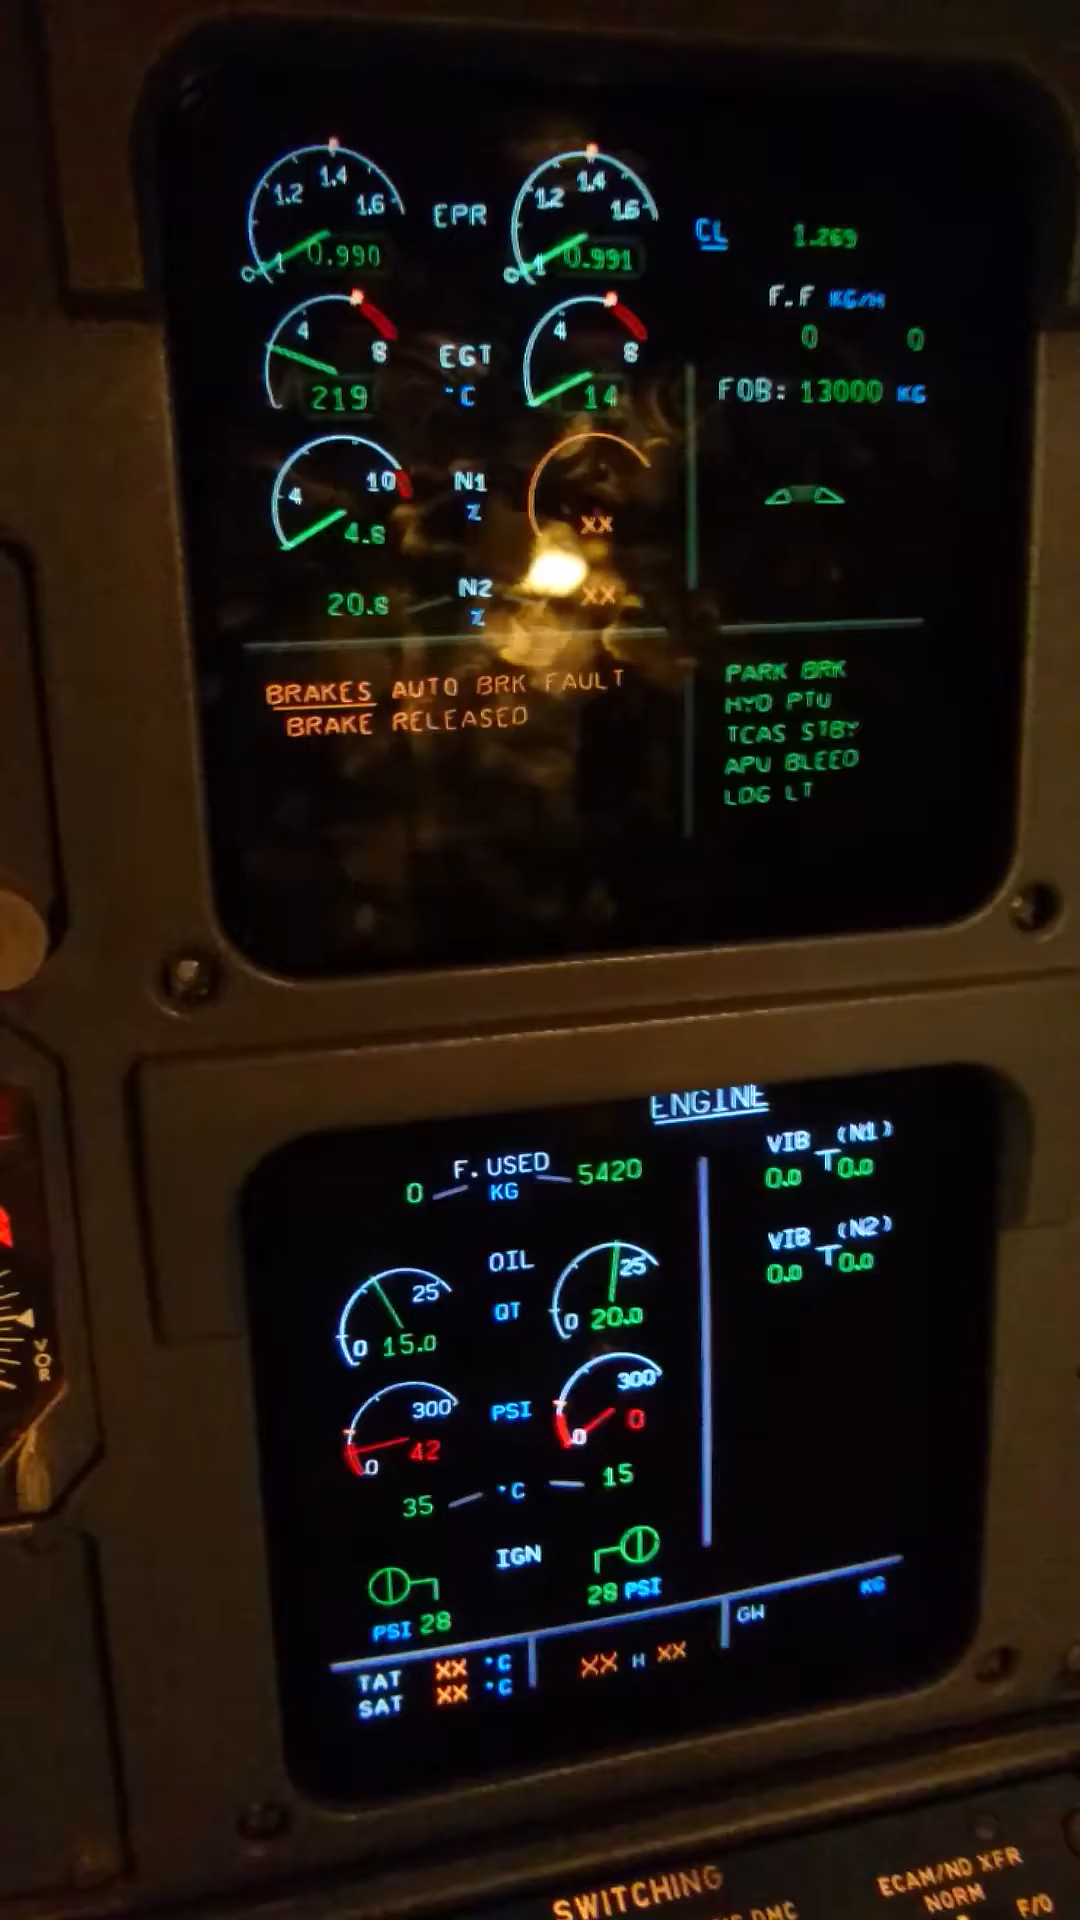 1.2 1.4 1.6 EPR 1.2 1.4 1.6 CL 1.269
1 0.990 1 0.991
F.F KG/H
0 0
4 8 EGT 4 8
219 °C 14 FOB: 13000 KG
4 10 N1
4.8 % XX
20.8 N2 XX
%
BRAKES AUTO BRK FAULT
BRAKE RELEASED
PARK BRK
HYD PTU
TCAS STBY
APU BLEED
LDG LT
ENGINE
F.USED
0 KG 5420
VIB (N1)
0.0 0.0
VIB (N2)
0.0 0.0
OIL
25 25
0 15.0 QT 0 20.0
300 300
0 42 PSI 0 0
35 °C 15
IGN
PSI 28 28 PSI
TAT XX °C XX H XX GW KG
SAT XX °C
VOR
SWITCHING
DMC
ECAM/ND XFR
NORM
F/O